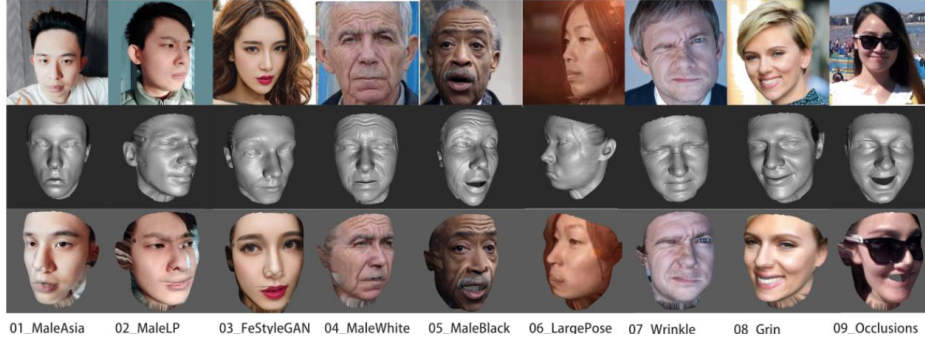 01_MaleAsia 02_MaleLP 03_FeStyleGAN 04_MaleWhite 05_MaleBlack 06_LargePose 07_Wrinkle 08_Grin 09_Occlusions